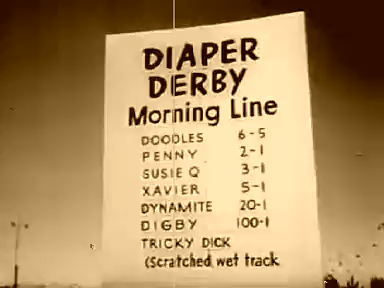 DIAPER
DERBY
Morning Line
DOODLES 6-5
PENNY 2-1
SUSIE Q 3-1
XAVIER 5-1
DYNAMITE 20-1
DIGBY 100-1
TRICKY DICK
(Scratched, wet track